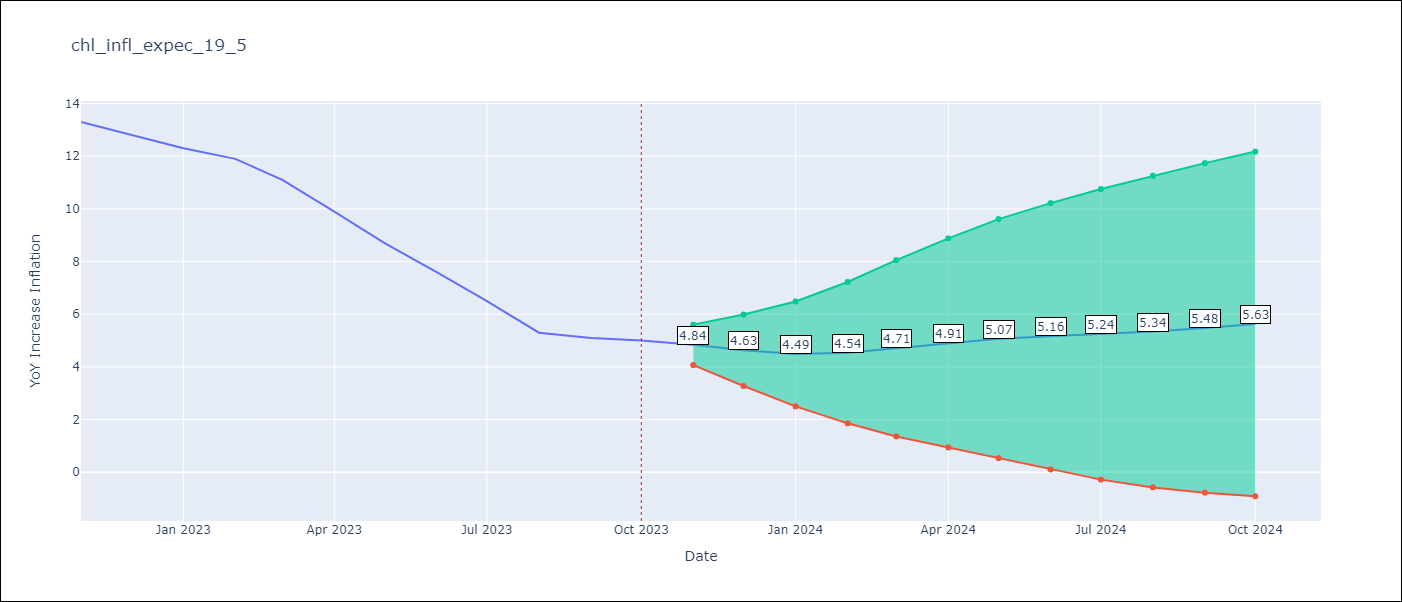 chl_infl_expec_19_5
YoY Increase Inflation
14
12
10
8
6
4
2
0
4.84
4.63
4.49
4.54
4.71
4.91
5.07
5.16
5.24
5.34
5.48
5.63
Jan 2023
Apr 2023
Jul 2023
Oct 2023
Jan 2024
Apr 2024
Jul 2024
Oct 2024
Date